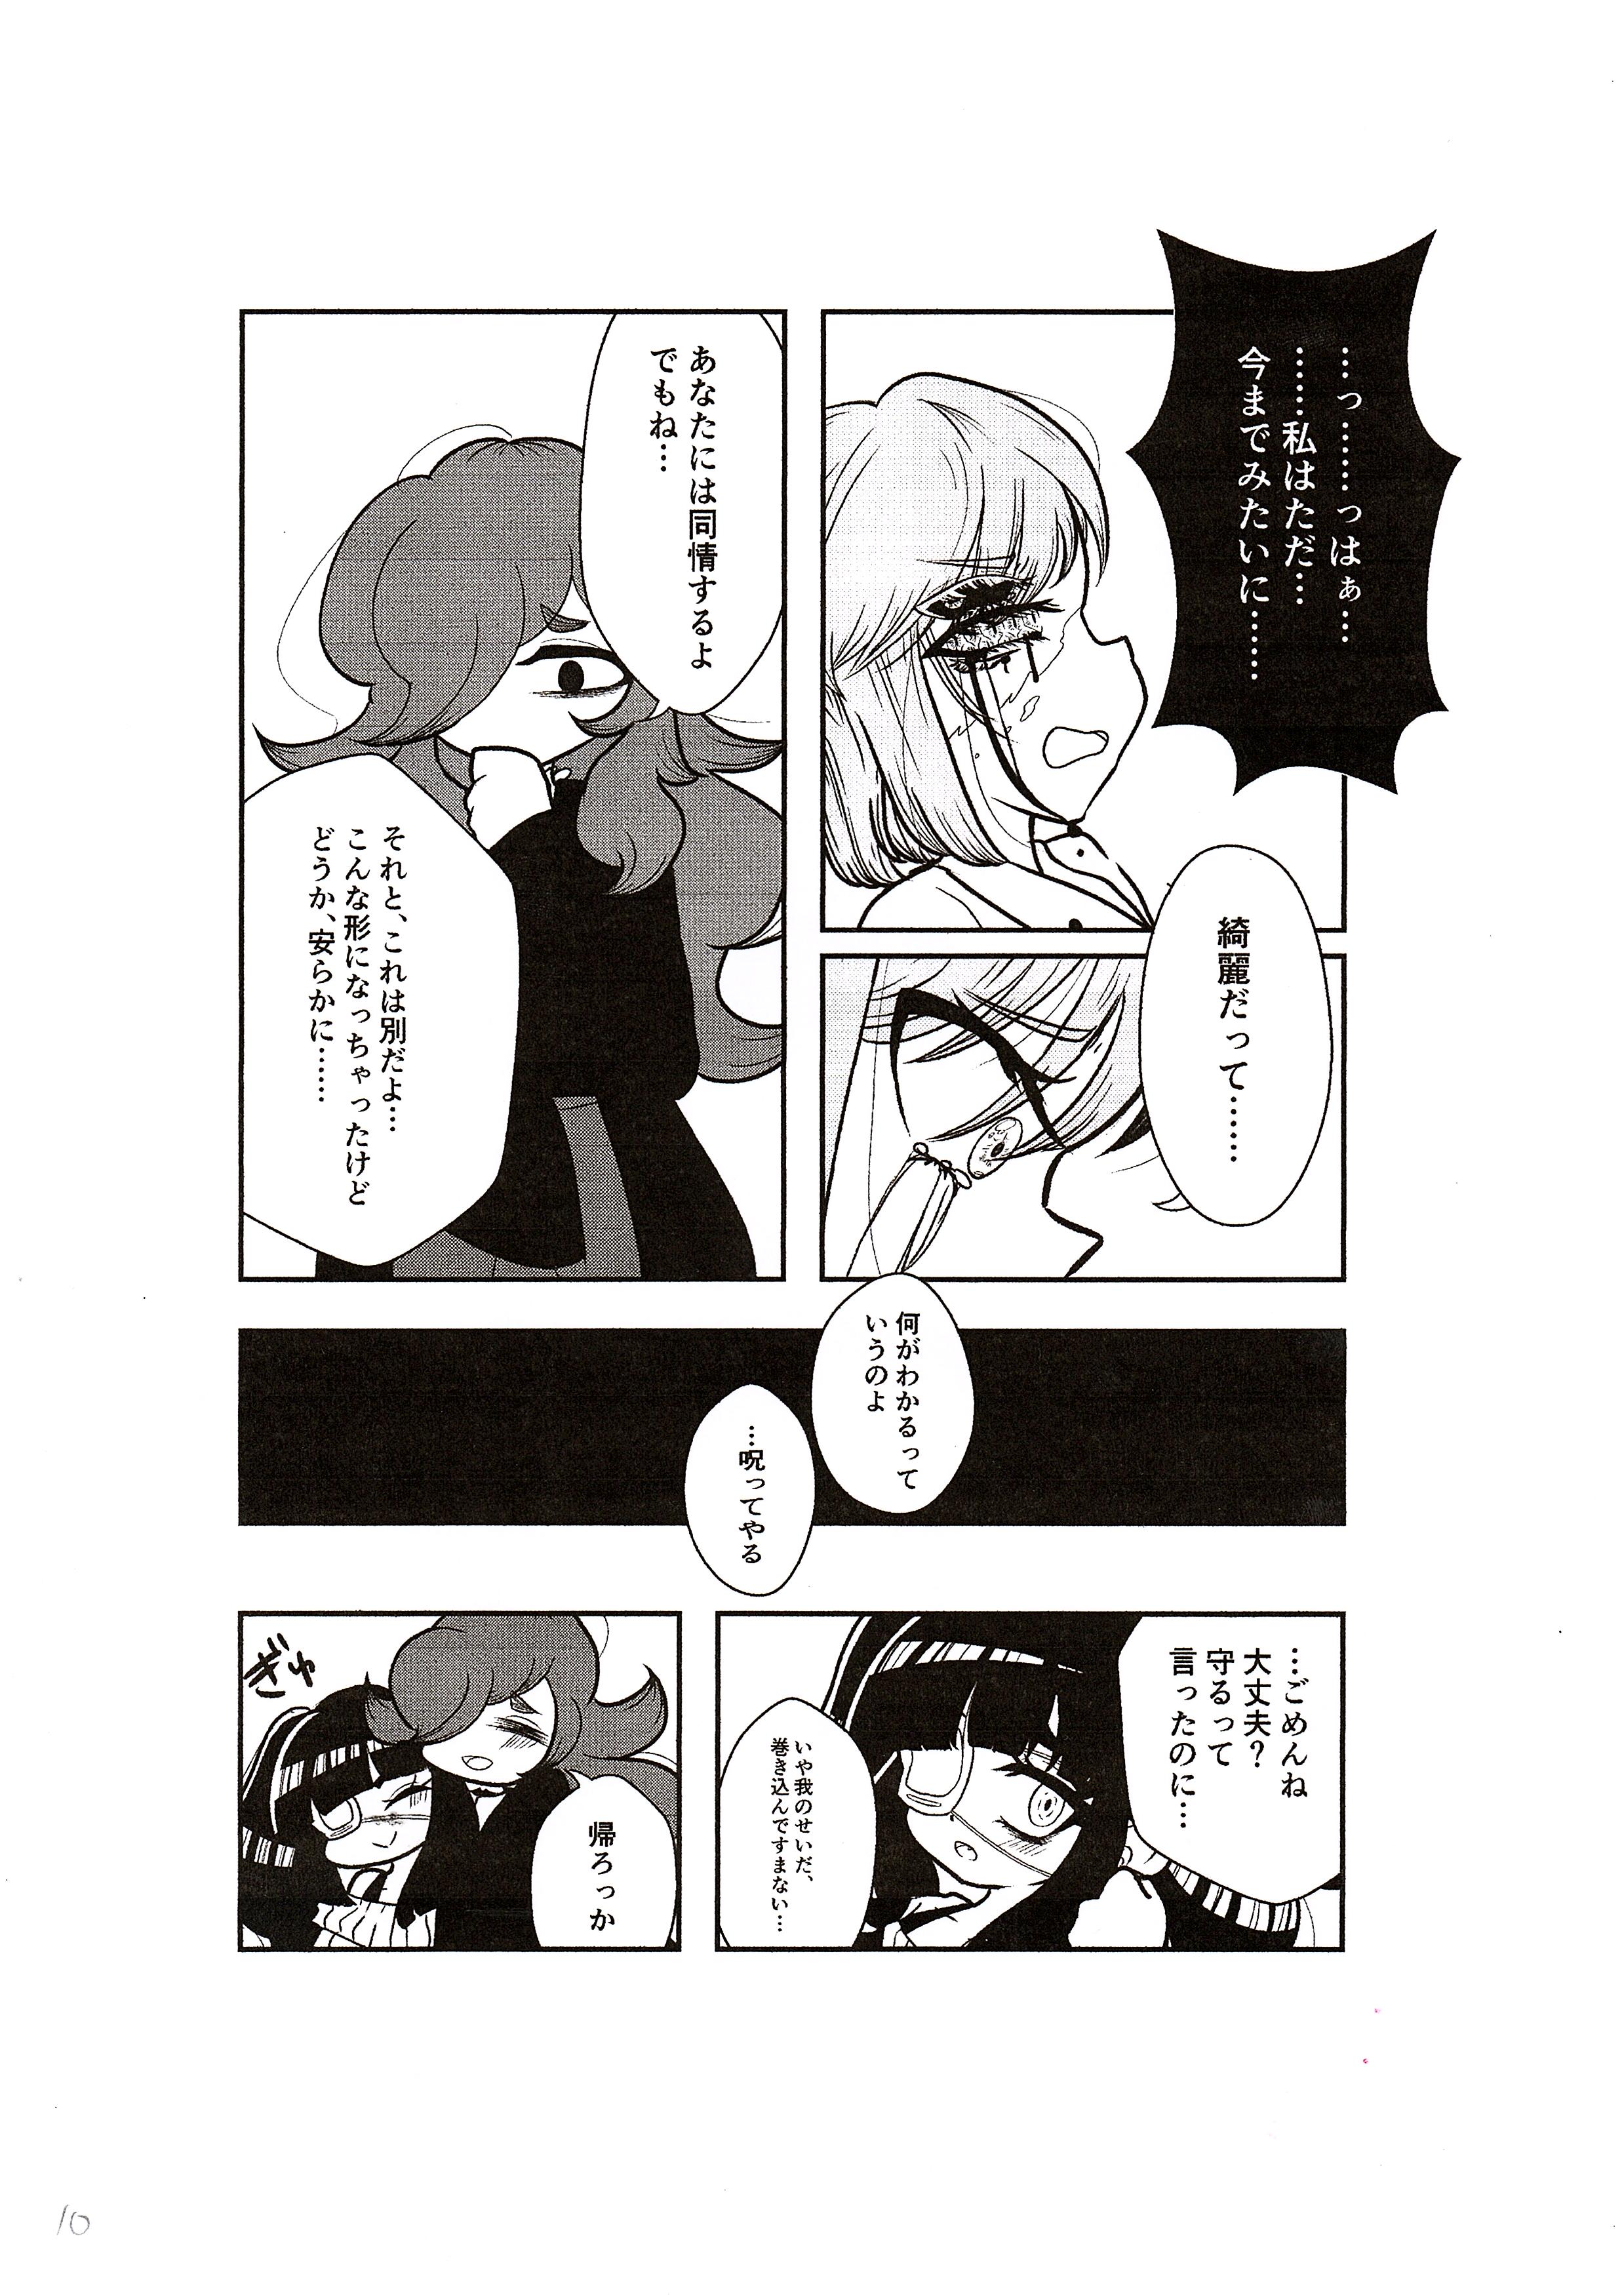 …っ……っはぁ…
……私はただ…
今までみたいに……
綺麗だって……
あなたには同情するよ
でもね…
それと、これは別だよ…
こんな形になっちゃったけど
どうか、安らかに……
何がわかるって
いうのよ
…呪ってやる
…ごめんね
大丈夫？
守るって
言ったのに…
いや我のせいだ、
巻き込んですまない…
ぎゅ
帰ろっか
10